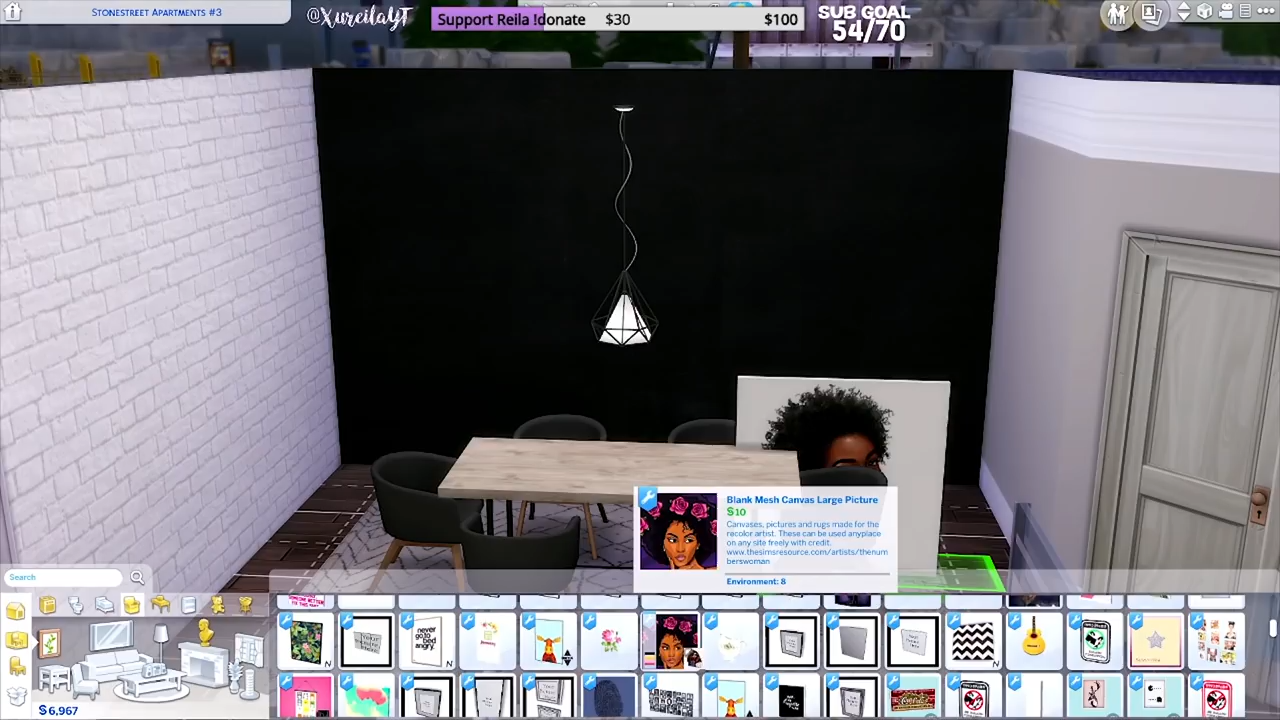 STONESTREET APARTMENTS #3
@XureilaYT
Support Reila !donate
$30
$100
SUB GOAL
54/70
Blank Mesh Canvas Large Picture
$10
Canvases, pictures and rugs made for the
recolor artist. These can be used anyplace
on any site freely with credit.
www.thesimsresource.com/artists/thenum
berswoman
Environment: 8
Search
never
go to
bed
angry.
$6,967